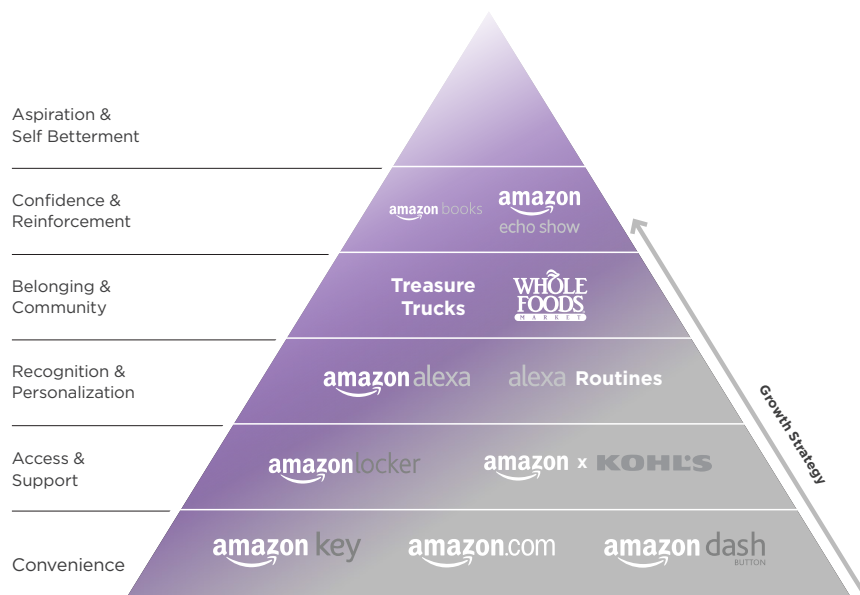 Aspiration &
Self Betterment
Confidence &
Reinforcement
amazon books
amazon
echo show
Belonging &
Community
Treasure
Trucks
WHOLE
FOODS
MARKET
Recognition &
Personalization
amazon alexa
alexa Routines
Access &
Support
amazon locker
amazon x KOHL'S
Convenience
amazon key
amazon.com
amazon dash
BUTTON
Growth Strategy